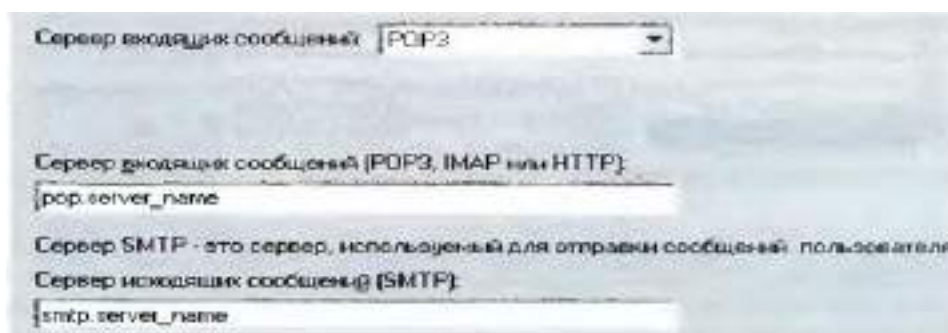 Сервер входящих сообщений POP3
Сервер входящих сообщений (POP3, IMAP или HTTP):
pop.server_name
Сервер SMTP - это сервер, используемый для отправки сообщений пользователя
Сервер исходящих сообщений (SMTP):
smtp.server_name